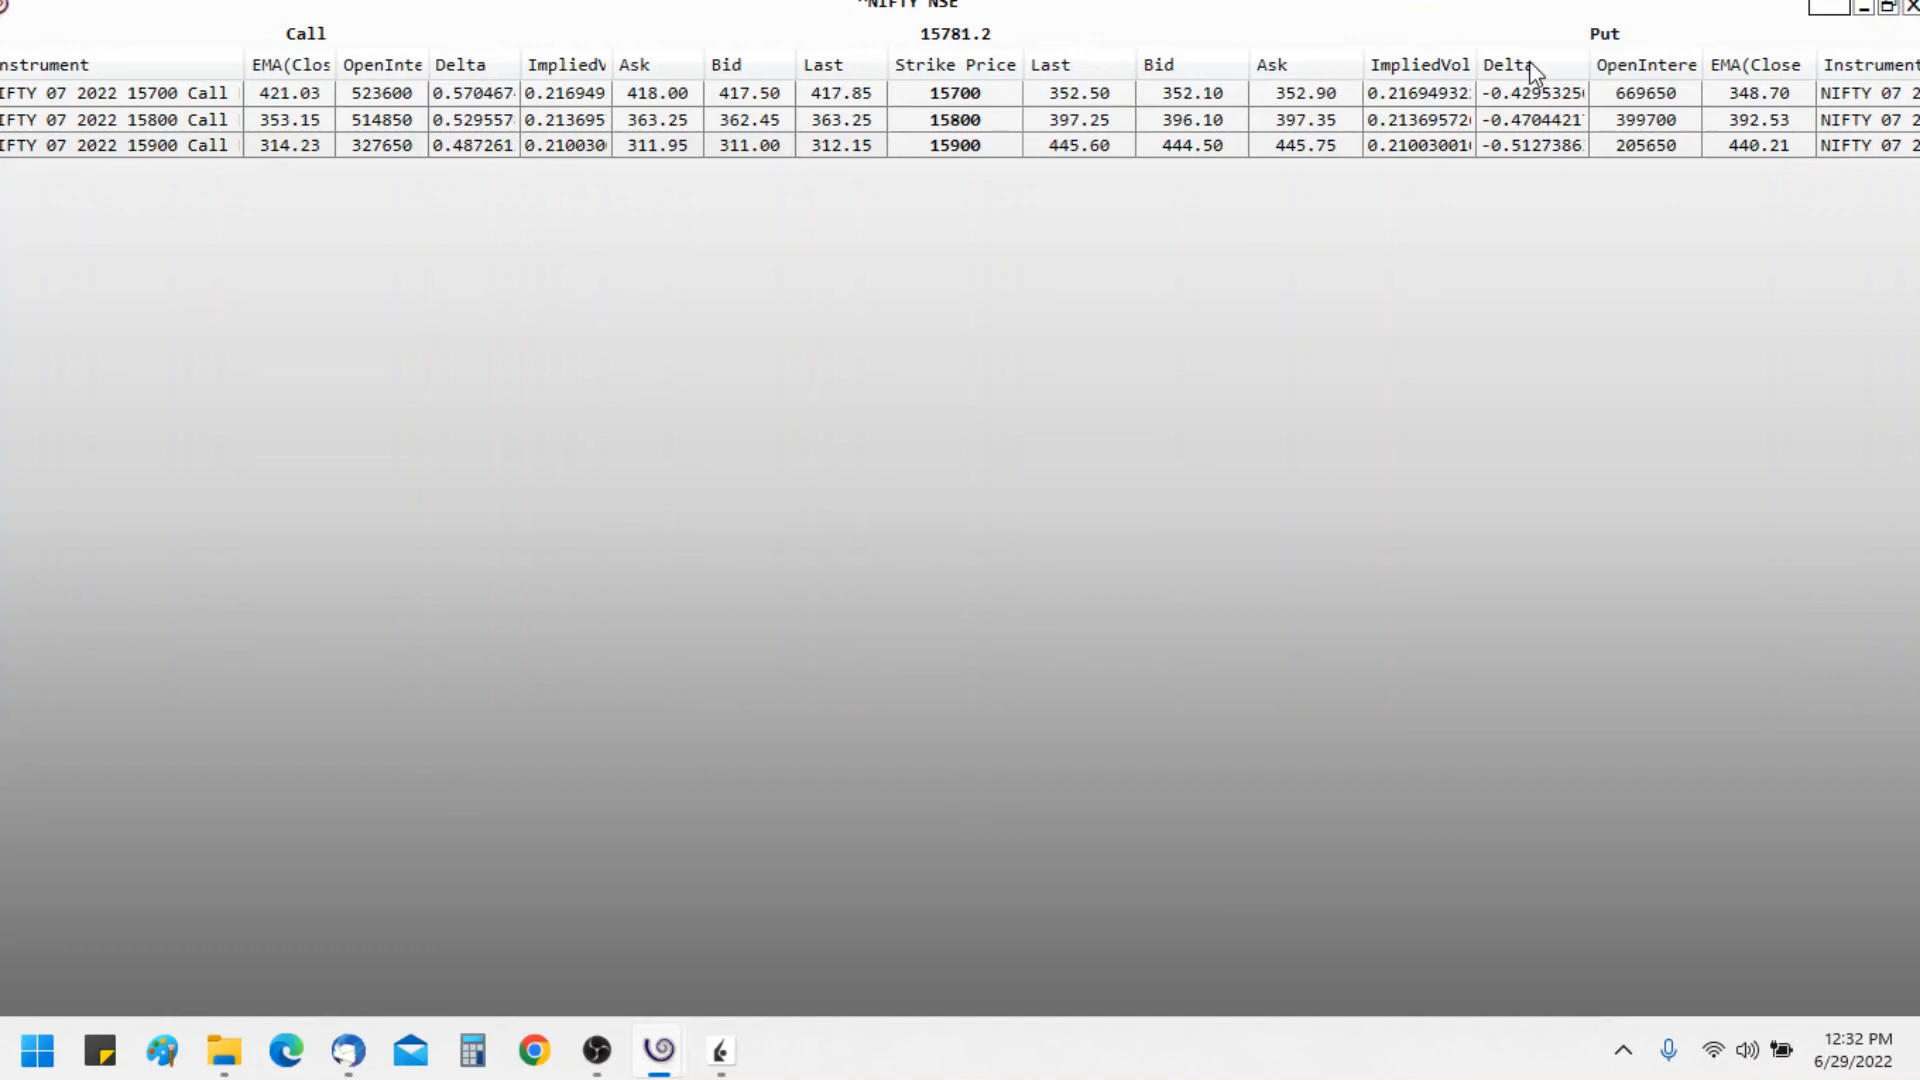 ^NIFTY NSE
Call 15781.2 Put
nstrument EMA(Clos OpenInte Delta ImpliedV Ask Bid Last Strike Price Last Bid Ask ImpliedVol Delta OpenIntere EMA(Close Instrument
IFTY 07 2022 15700 Call 421.03 523600 0.570467 0.216949 418.00 417.50 417.85 15700 352.50 352.10 352.90 0.21694932 -0.4295325 669650 348.70 NIFTY 07 2
IFTY 07 2022 15800 Call 353.15 514850 0.529557 0.213695 363.25 362.45 363.25 15800 397.25 396.10 397.35 0.21369572 -0.4704421 399700 392.53 NIFTY 07 2
IFTY 07 2022 15900 Call 314.23 327650 0.487261 0.210030 311.95 311.00 312.15 15900 445.60 444.50 445.75 0.21003001 -0.5127386 205650 440.21 NIFTY 07 2
12:32 PM
6/29/2022